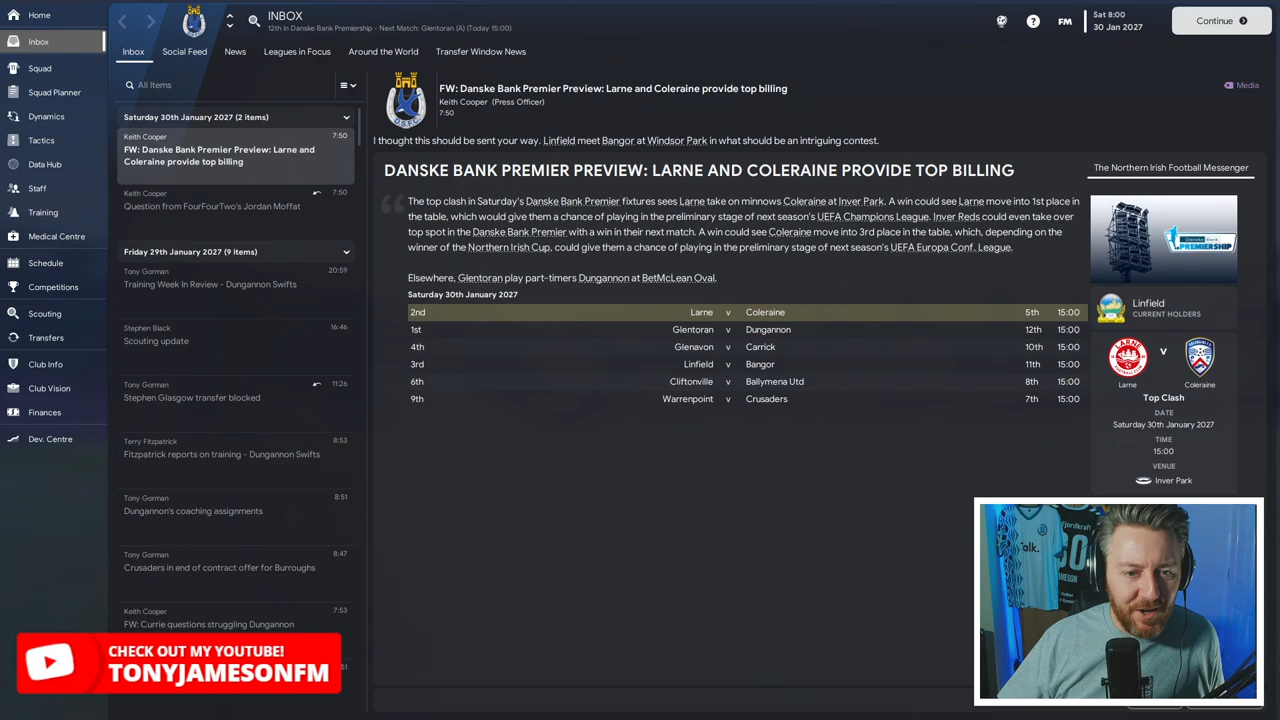 Home
Inbox
Squad
Squad Planner
Dynamics
Tactics
Data Hub
Staff
Training
Medical Centre
Schedule
Competitions
Scouting
Transfers
Club Info
Club Vision
Finances
Dev. Centre
INBOX
12th in Danske Bank Premiership - Next Match: Glentoran (A) (Today 15:00)
FM
Sat 8:00
30 Jan 2027
Continue
Inbox Social Feed News Leagues in Focus Around the World Transfer Window News
All Items
Saturday 30th January 2027 (2 items)
Keith Cooper 7:50
FW: Danske Bank Premier Preview: Larne and
Coleraine provide top billing
Keith Cooper 7:50
Question from FourFourTwo's Jordan Moffat
Friday 29th January 2027 (9 items)
Tony Gorman 20:59
Training Week In Review - Dungannon Swifts
Stephen Black 16:46
Scouting update
Tony Gorman 11:26
Stephen Glasgow transfer blocked
Terry Fitzpatrick 8:53
Fitzpatrick reports on training - Dungannon Swifts
Tony Gorman 8:51
Dungannon's coaching assignments
Tony Gorman 8:47
Crusaders in end of contract offer for Burroughs
Keith Cooper 7:53
FW: Currie questions struggling Dungannon
FW: Danske Bank Premier Preview: Larne and Coleraine provide top billing
Keith Cooper (Press Officer)
7:50
Media
I thought this should be sent your way. Linfield meet Bangor at Windsor Park in what should be an intriguing contest.
DANSKE BANK PREMIER PREVIEW: LARNE AND COLERAINE PROVIDE TOP BILLING
The top clash in Saturday's Danske Bank Premier fixtures sees Larne take on minnows Coleraine at Inver Park. A win could see Larne move into 1st place in
the table, which would give them a chance of playing in the preliminary stage of next season's UEFA Champions League. Inver Reds could even take over
top spot in the Danske Bank Premier with a win in their next match. A win could see Coleraine move into 3rd place in the table, which, depending on the
winner of the Northern Irish Cup, could give them a chance of playing in the preliminary stage of next season's UEFA Europa Conf. League.
Elsewhere, Glentoran play part-timers Dungannon at BetMcLean Oval.
Saturday 30th January 2027
2nd Larne v Coleraine 5th 15:00
1st Glentoran v Dungannon 12th 15:00
4th Glenavon v Carrick 10th 15:00
3rd Linfield v Bangor 11th 15:00
6th Cliftonville v Ballymena Utd 8th 15:00
9th Warrenpoint v Crusaders 7th 15:00
The Northern Irish Football Messenger
Danske Bank
PREMIERSHIP
Linfield
CURRENT HOLDERS
V
Larne Coleraine
Top Clash
DATE
Saturday 30th January 2027
TIME
15:00
VENUE
Inver Park
CHECK OUT MY YOUTUBE!
TONYJAMESONFM